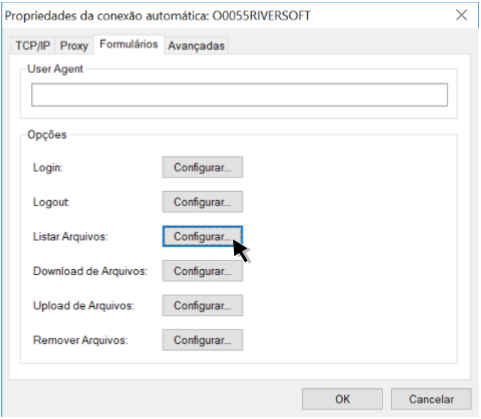 Propriedades da conexão automática: O0055RIVERSOFT
TCP/IP Proxy Formulários Avançadas
User Agent
Opções
Login: Configurar...
Logout: Configurar...
Listar Arquivos: Configurar...
Download de Arquivos: Configurar...
Upload de Arquivos: Configurar...
Remover Arquivos: Configurar...
OK Cancelar